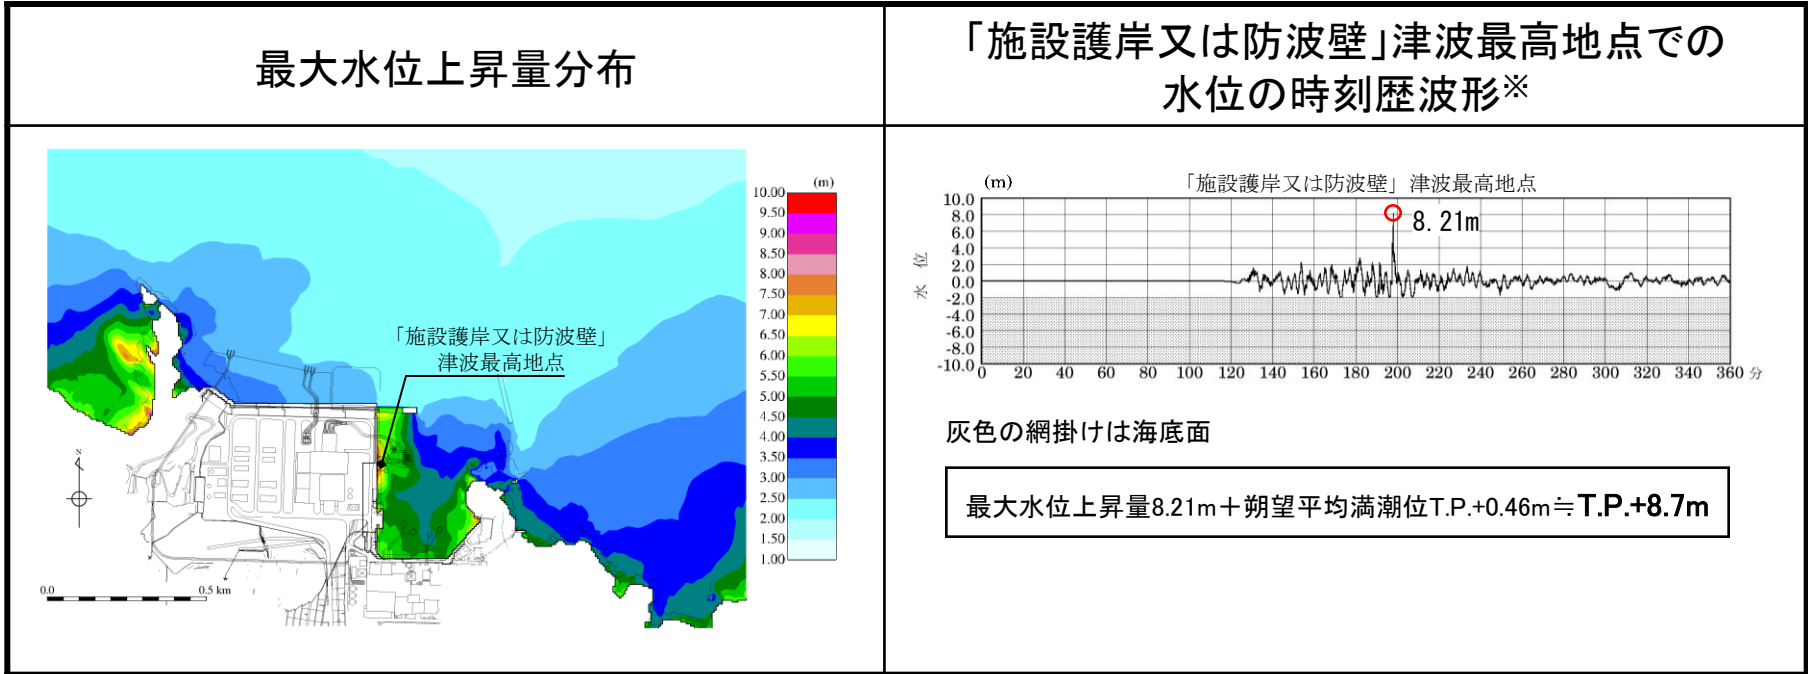 最大水位上昇量分布
「施設護岸又は防波壁」津波最高地点での
水位の時刻歴波形※
(m)
10.00
9.50
9.00
8.50
8.00
7.50
7.00
6.50
6.00
5.50
5.00
4.50
4.00
3.50
3.00
2.50
2.00
1.50
1.00
「施設護岸又は防波壁」
津波最高地点
N
0.0
0.5 km
(m)
「施設護岸又は防波壁」津波最高地点
8.21m
水位
10.0
8.0
6.0
4.0
2.0
0.0
-2.0
-4.0
-6.0
-8.0
-10.0
0 20 40 60 80 100 120 140 160 180 200 220 240 260 280 300 320 340 360 分
灰色の網掛けは海底面
最大水位上昇量8.21m＋朔望平均満潮位T.P.+0.46m≒T.P.+8.7m